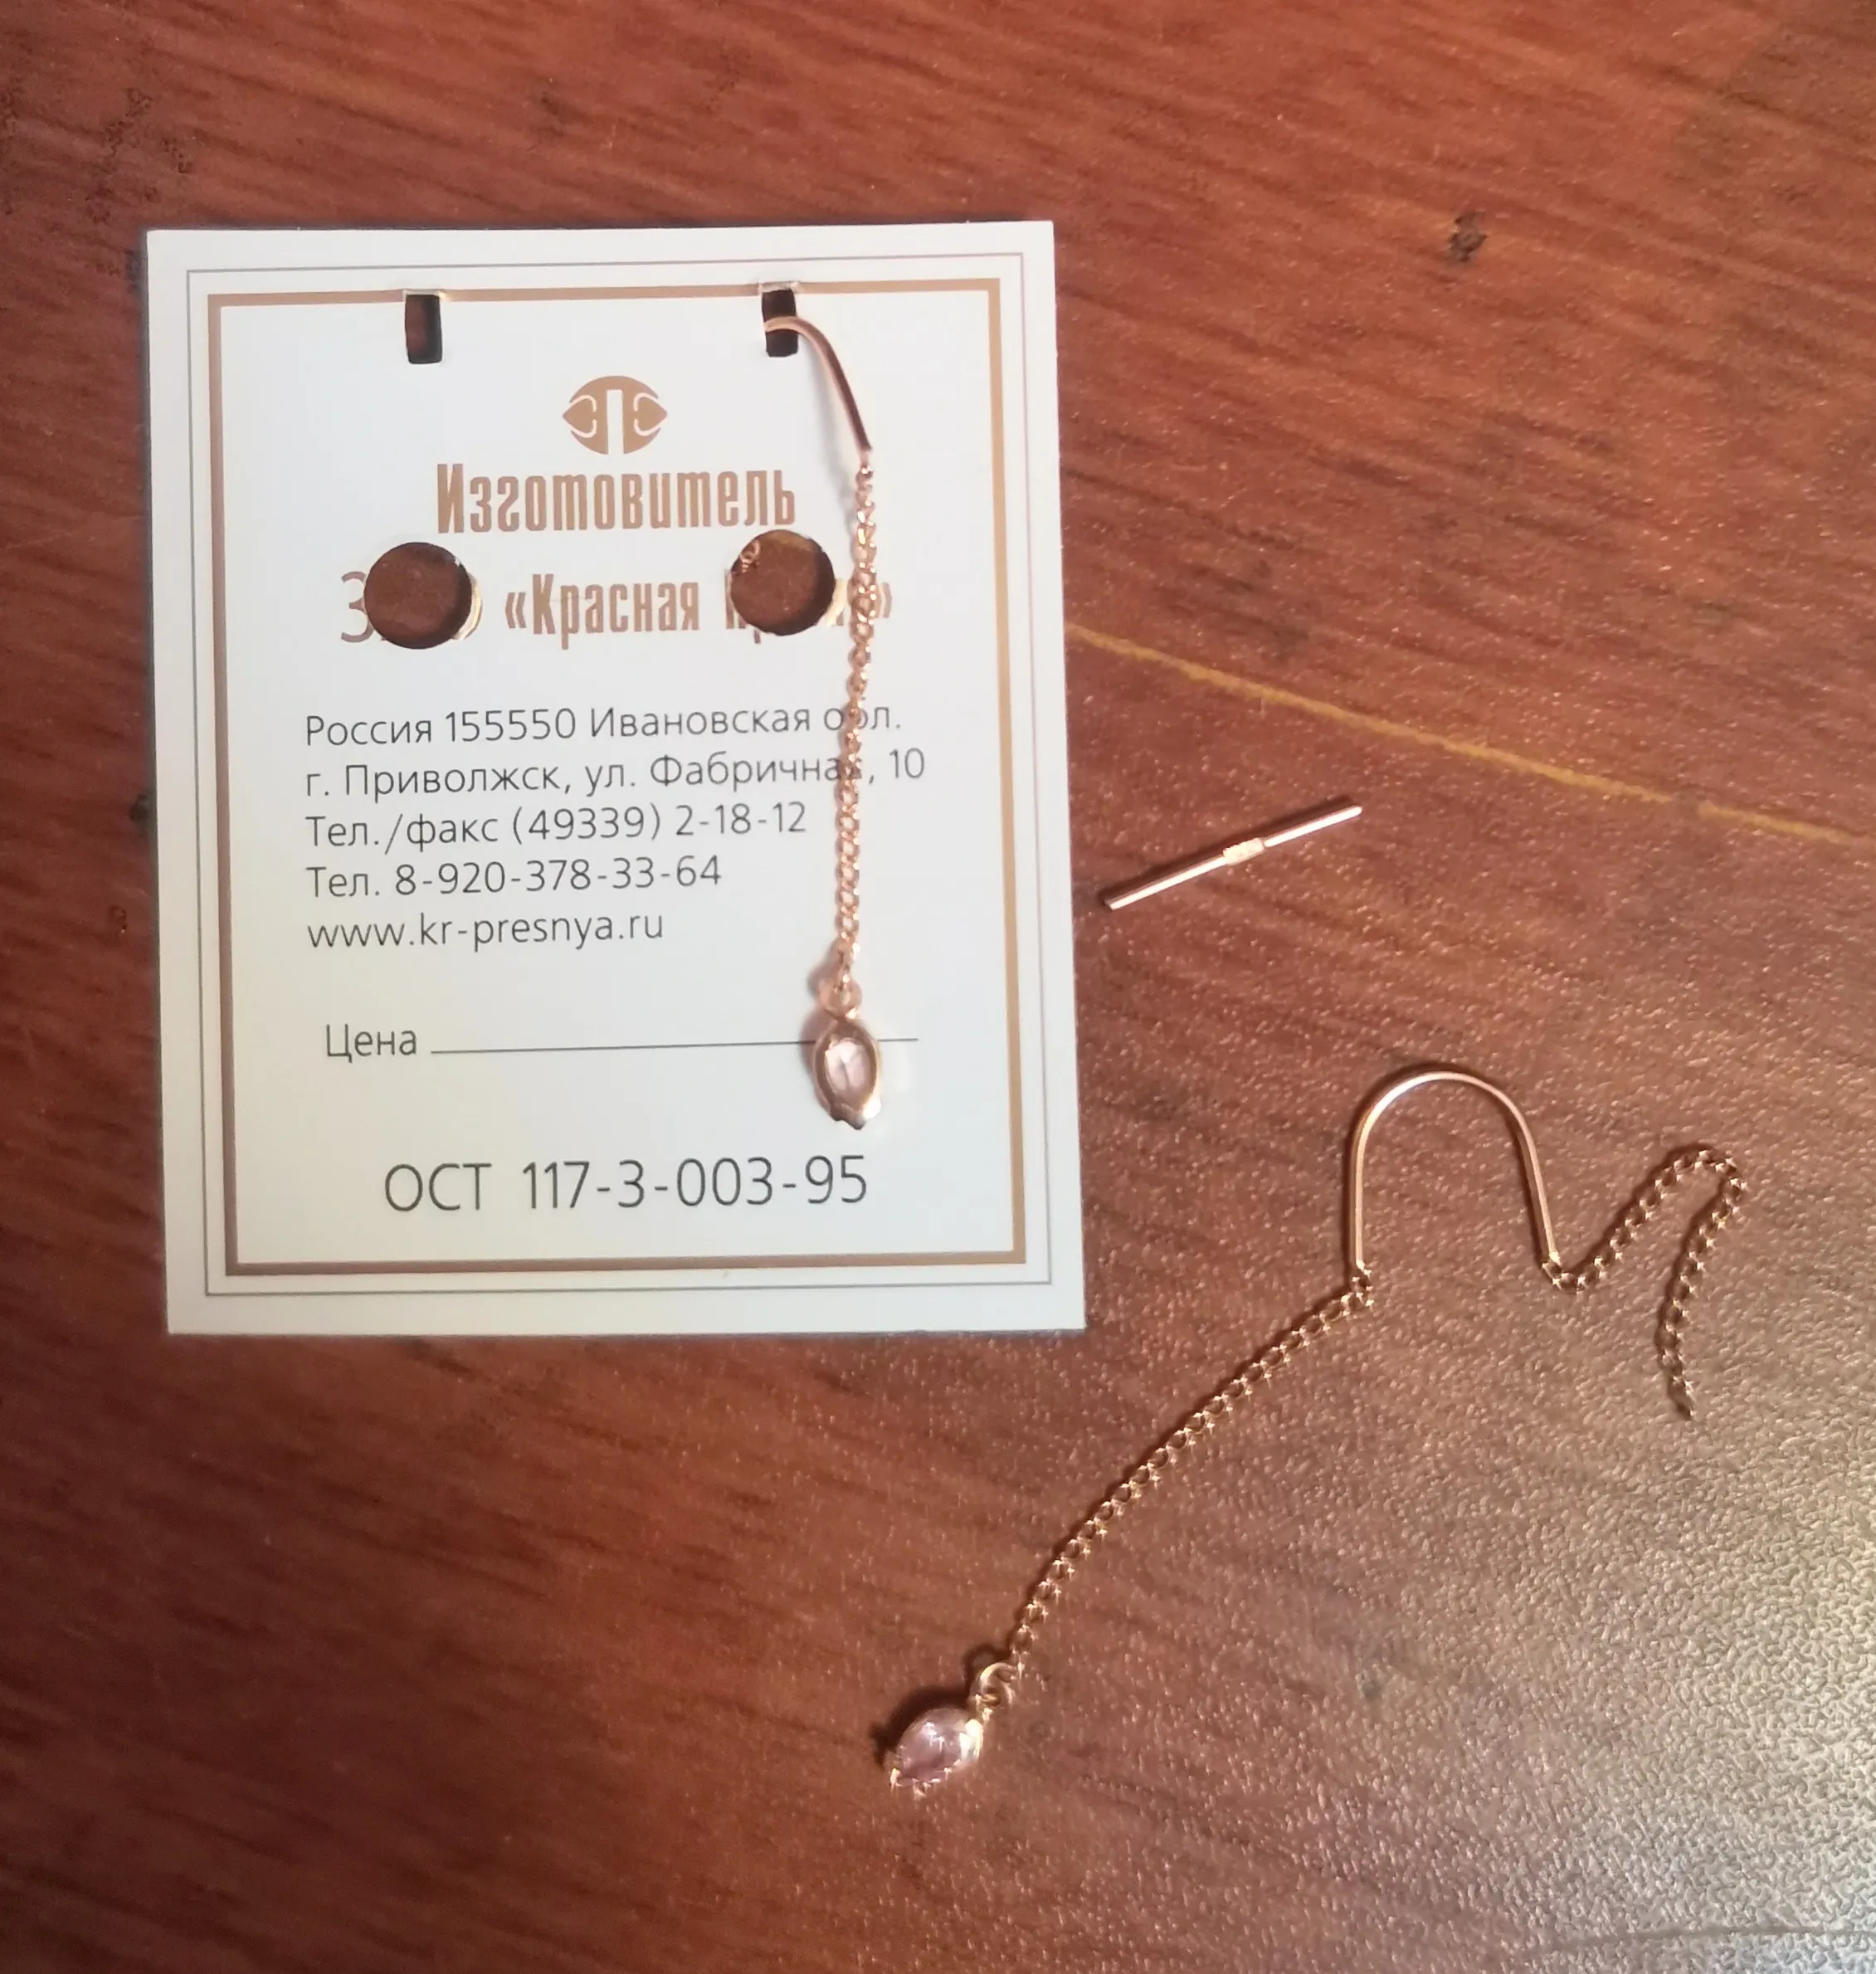 Изготовитель
«Красная
Россия 155550 Ивановская обл.
г. Приволжск, ул. Фабричная, 10
Тел./факс (49339) 2-18-12
Тел. 8-920-378-33-64
www.kr-presnya.ru
Цена
ОСТ 117-3-003-95